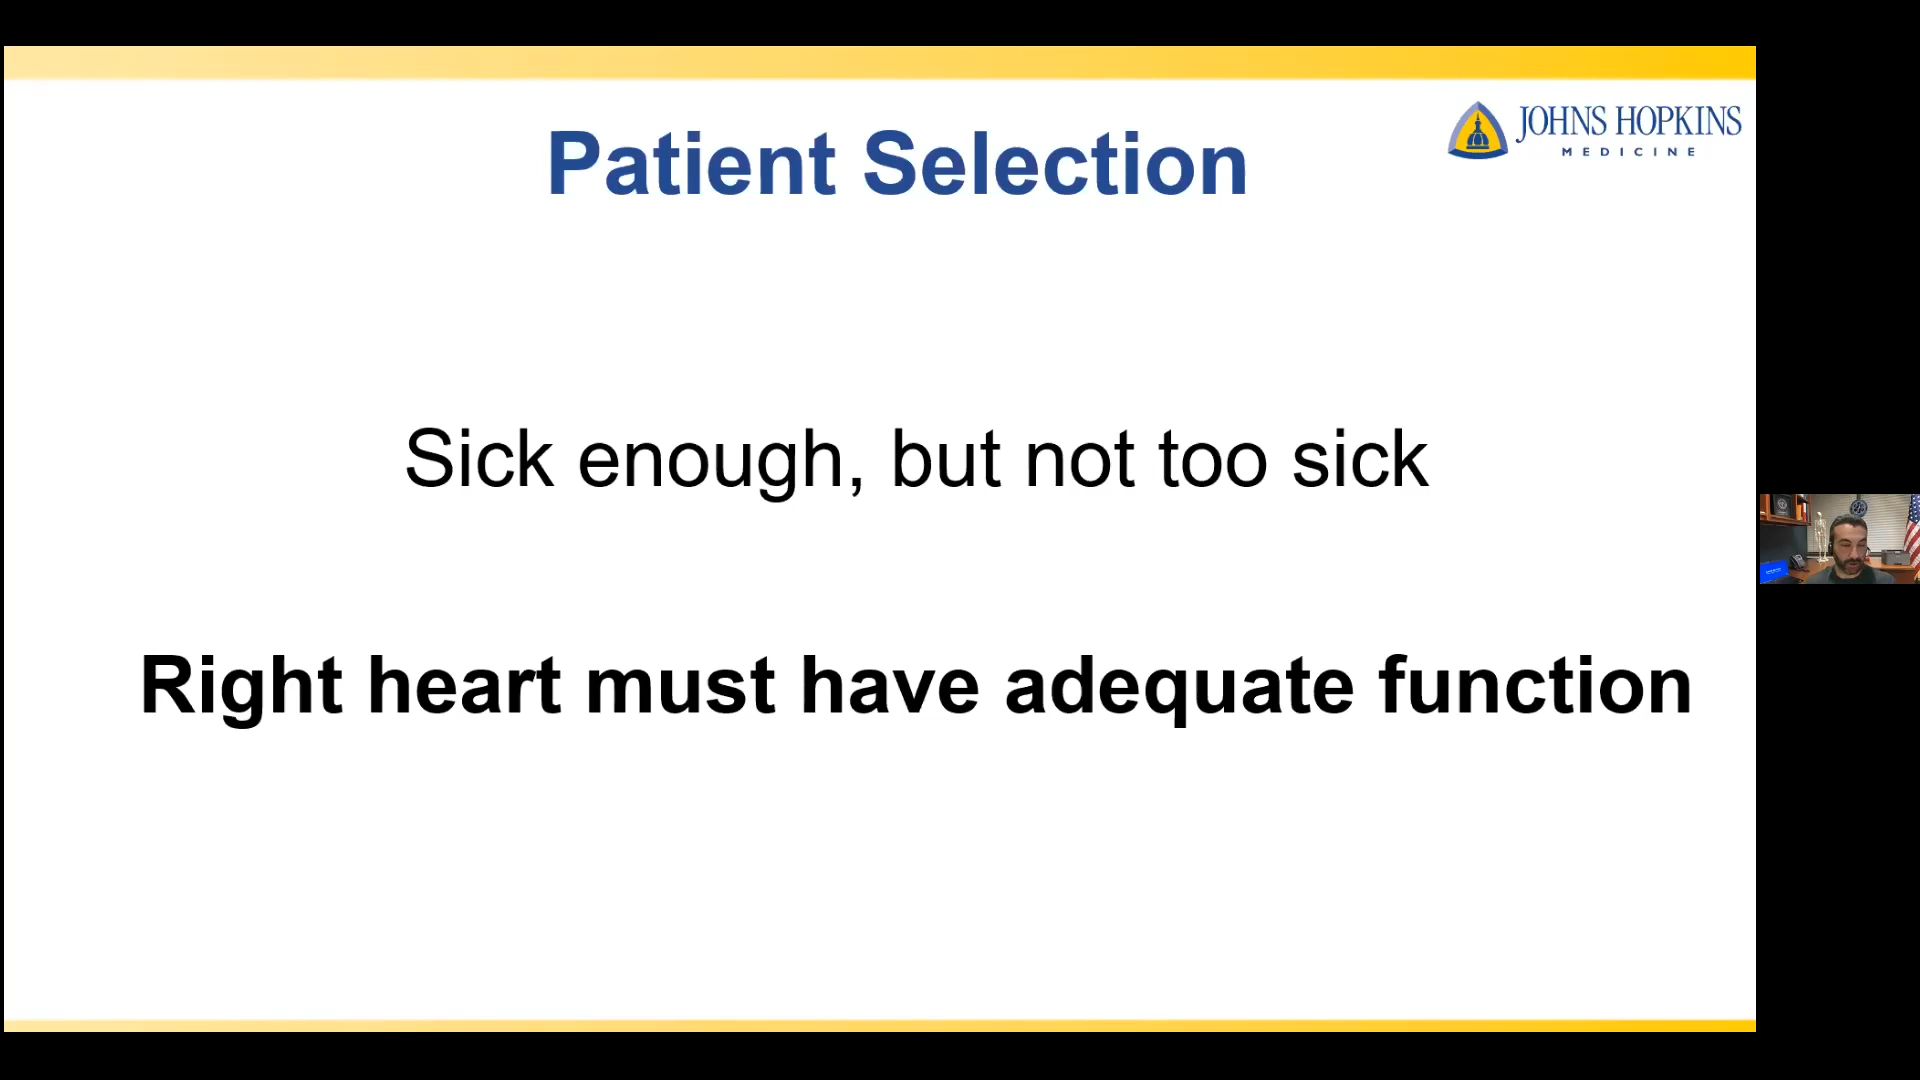 Patient Selection
JOHNS HOPKINS
MEDICINE
Sick enough, but not too sick
Right heart must have adequate function